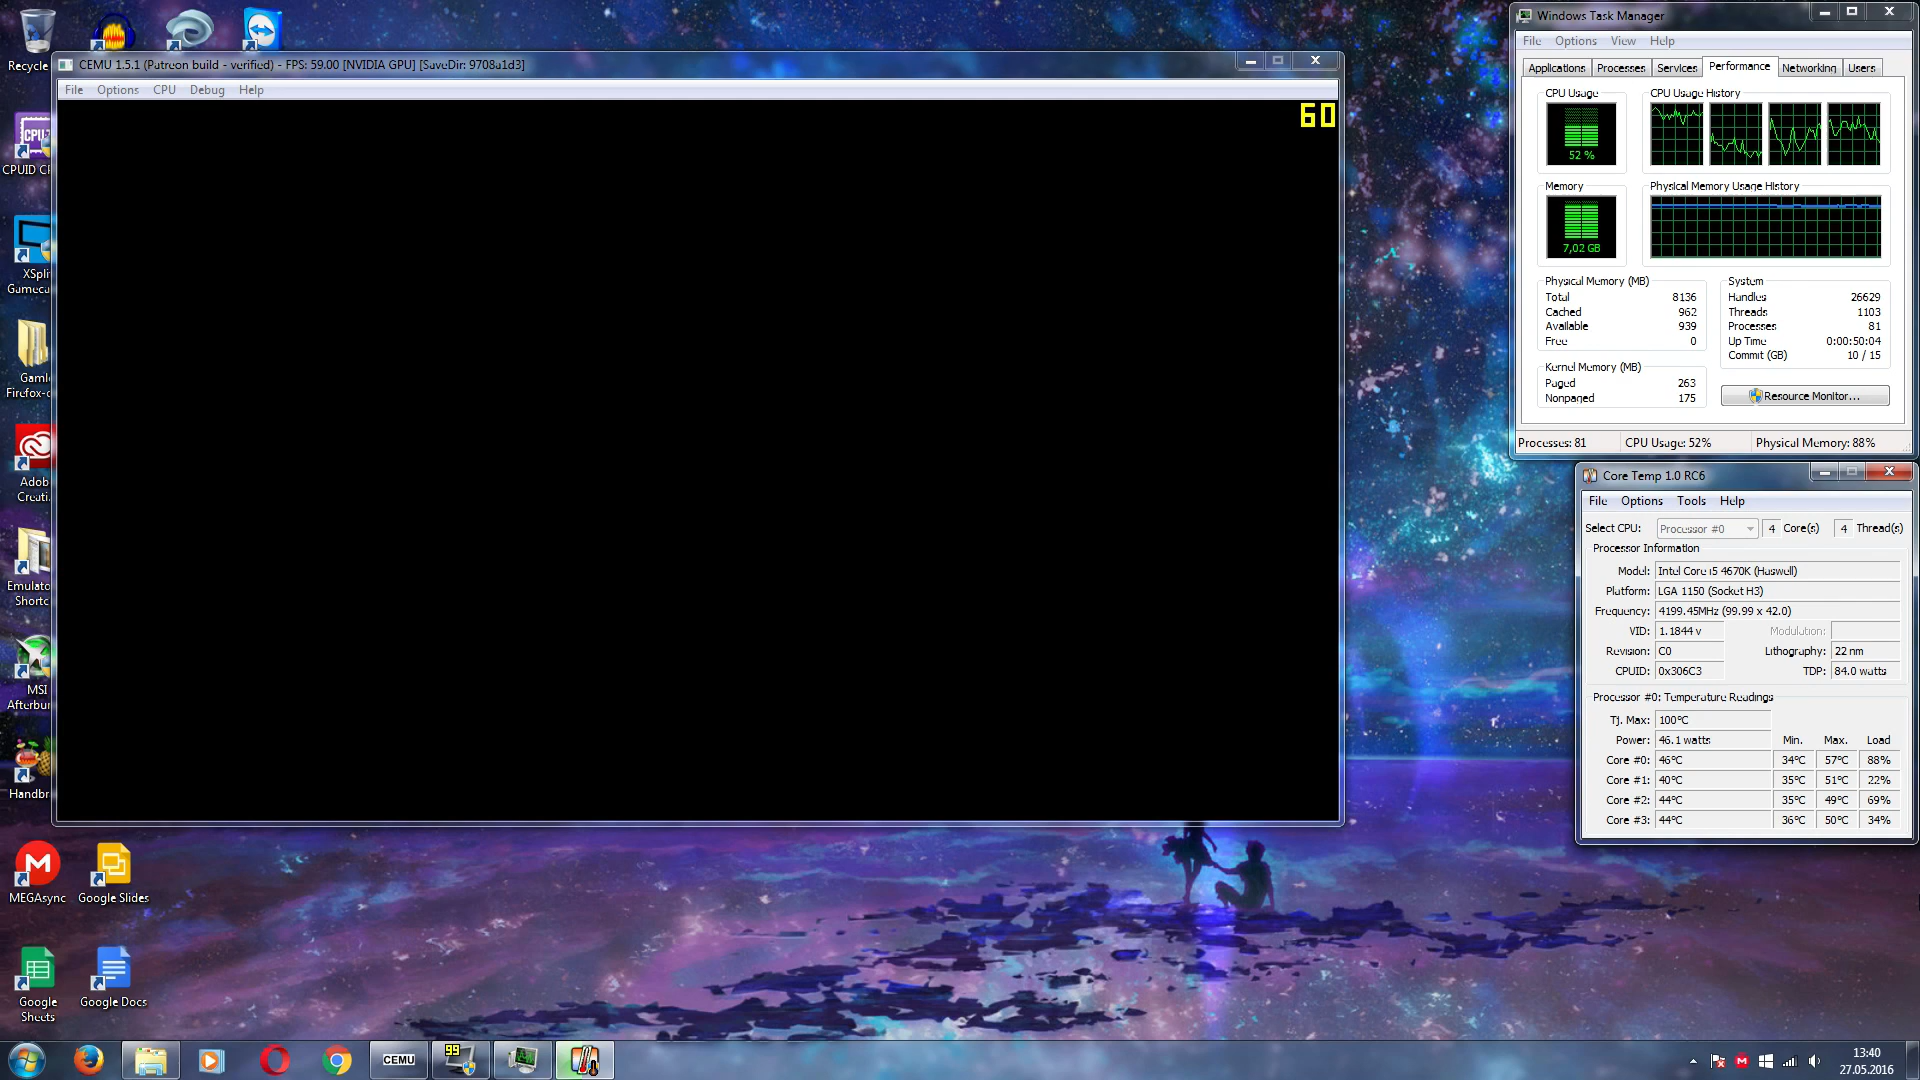 Recycle
CPUID CP
XSplit
Gameca
Gamle
Firefox-d
Adob
Creati.
Emulato
Shortc
MSI
Afterbur
Handbr
MEGAsync
Google Slides
Google
Sheets
Google Docs
CEMU 1.5.1 (Patreon build - verified) - FPS: 59.00 [NVIDIA GPU] [SaveDir: 9708a1d3]
File Options CPU Debug Help
60
Windows Task Manager
File Options View Help
Applications Processes Services Performance Networking Users
CPU Usage CPU Usage History
52 %
Memory Physical Memory Usage History
7,02 GB
Physical Memory (MB)
Total 8136
Cached 962
Available 939
Free 0
System
Handles 26629
Threads 1103
Processes 81
Up Time 0:00:50:04
Commit (GB) 10 / 15
Kernel Memory (MB)
Paged 263
Nonpaged 175
Resource Monitor...
Processes: 81 CPU Usage: 52% Physical Memory: 88%
Core Temp 1.0 RC6
File Options Tools Help
Select CPU: Processor #0 4 Core(s) 4 Thread(s)
Processor Information
Model: Intel Core i5 4670K (Haswell)
Platform: LGA 1150 (Socket H3)
Frequency: 4199.45MHz (99.99 x 42.0)
VID: 1.1844 v Modulation:
Revision: C0 Lithography: 22 nm
CPUID: 0x306C3 TDP: 84.0 watts
Processor #0: Temperature Readings
Tj. Max: 100°C
Power: 46.1 watts Min. Max. Load
Core #0: 46°C 34°C 57°C 88%
Core #1: 40°C 35°C 51°C 22%
Core #2: 44°C 35°C 49°C 69%
Core #3: 44°C 36°C 50°C 34%
CEMU
99
13:40
27.05.2016